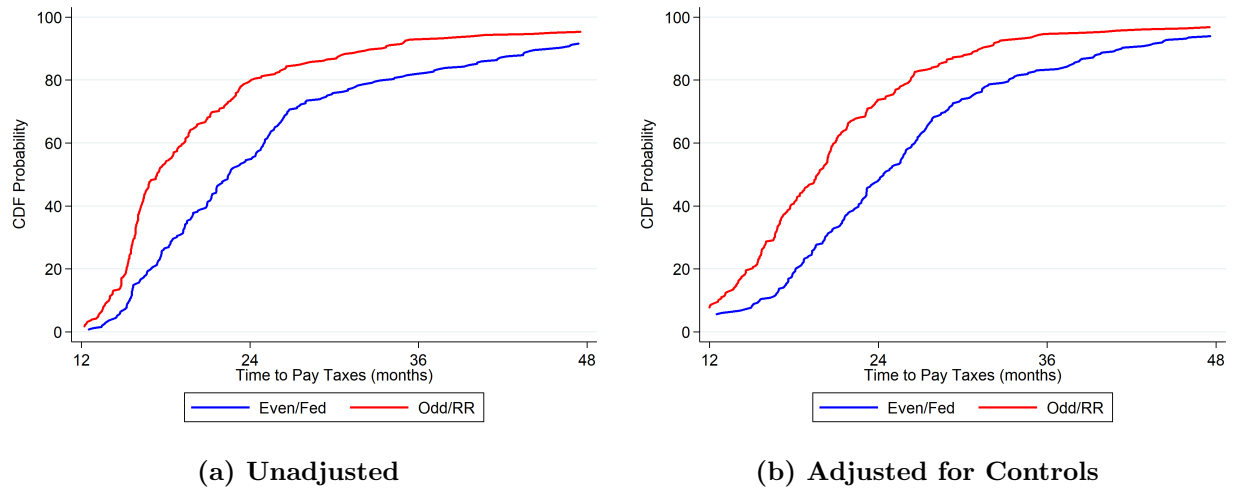 100
80
60
40
20
0
CDF Probability
12
24
36
48
Time to Pay Taxes (months)
Even/Fed
Odd/RR
(a) Unadjusted
100
80
60
40
20
0
CDF Probability
12
24
36
48
Time to Pay Taxes (months)
Even/Fed
Odd/RR
(b) Adjusted for Controls